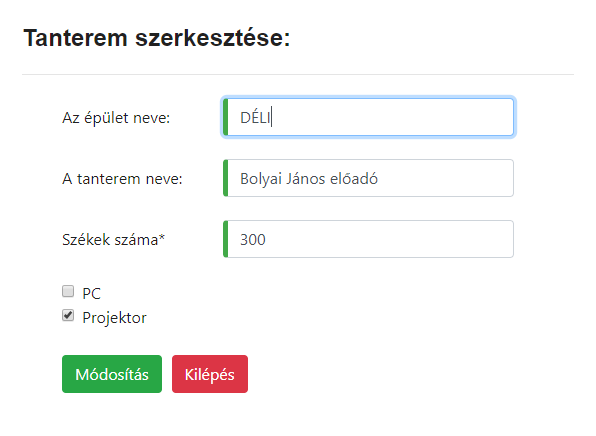 Tanterem szerkesztése:
Az épület neve: DÉLI
A tanterem neve: Bolyai János előadó
Székek száma* 300
PC
Projektor
Módosítás Kilépés